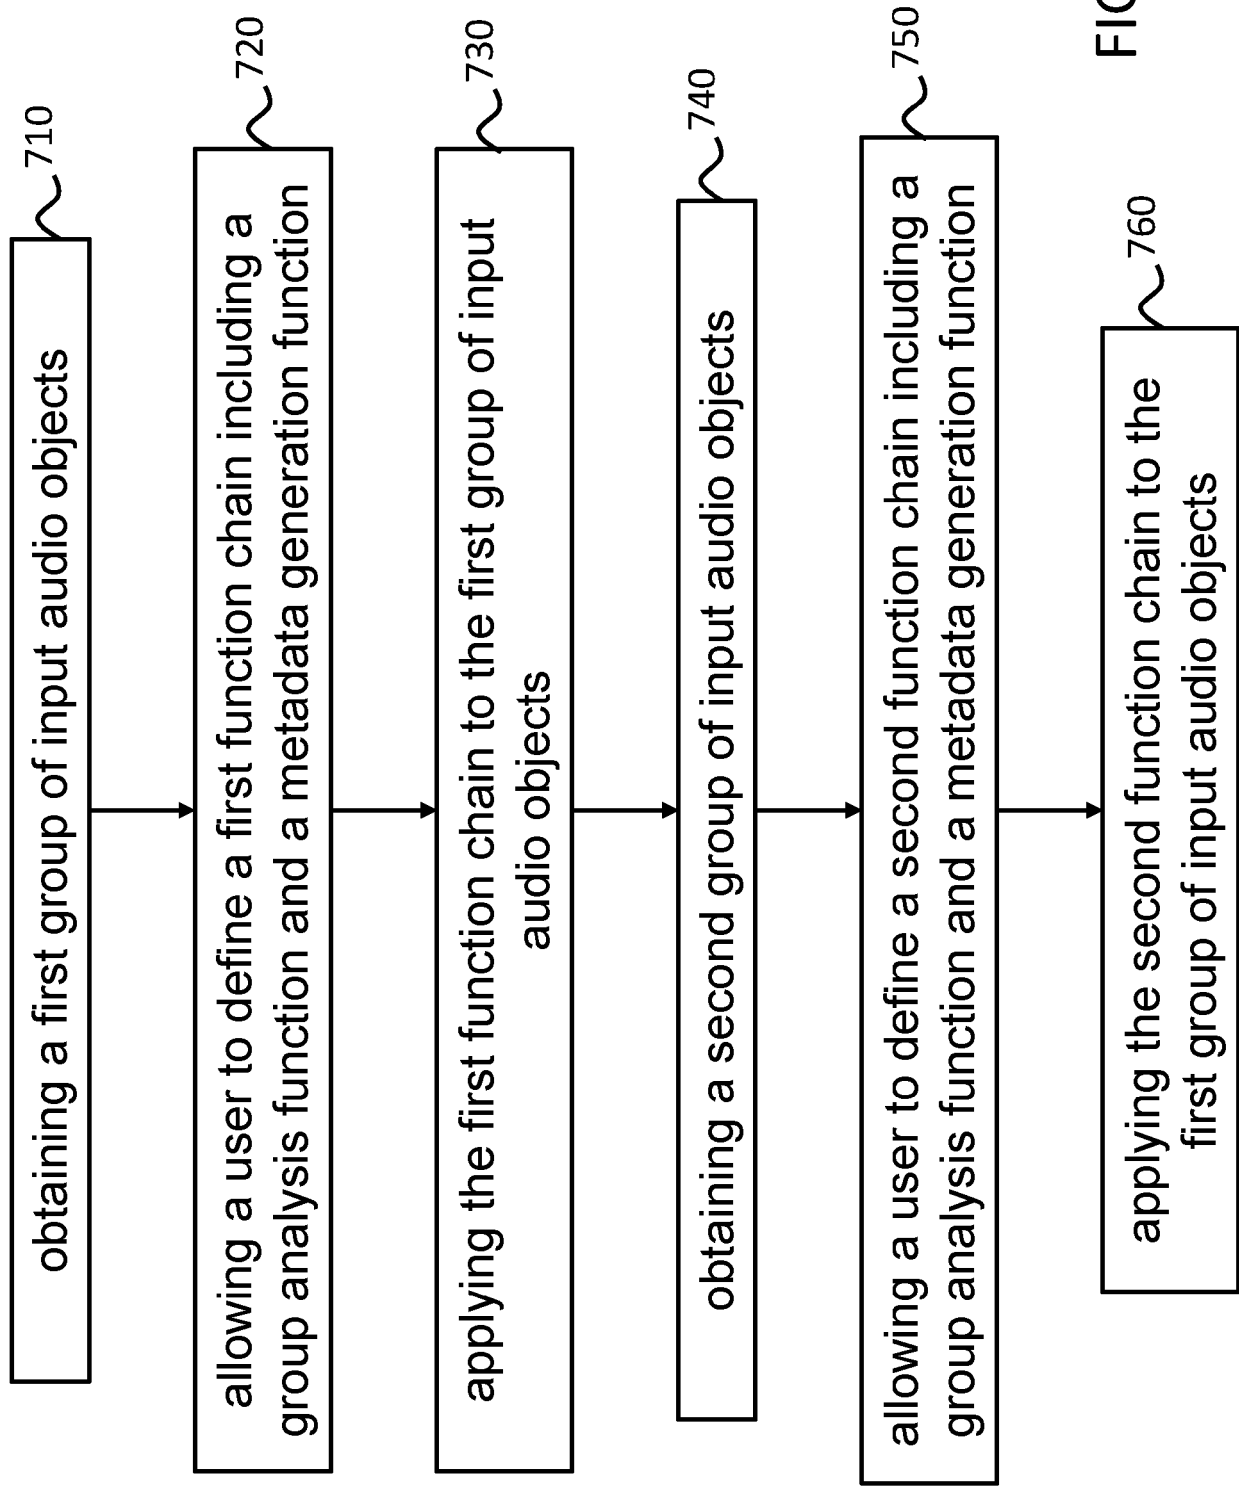 710
obtaining a first group of input audio objects
720
allowing a user to define a first function chain including a
group analysis function and a metadata generation function
730
applying the first function chain to the first group of input
audio objects
740
obtaining a second group of input audio objects
750
allowing a user to define a second function chain including a
group analysis function and a metadata generation function
760
applying the second function chain to the
first group of input audio objects